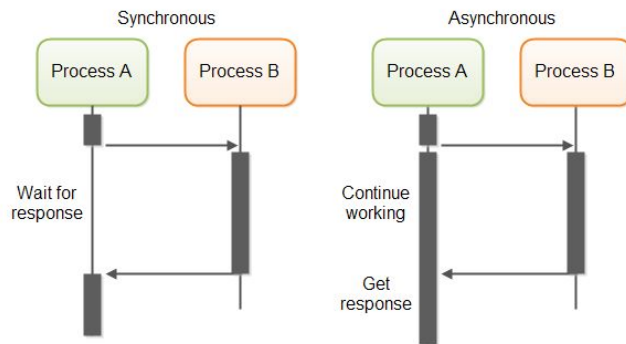 Synchronous
Asynchronous
Process A
Process B
Process A
Process B
Wait for
response
Continue
working
Get
response